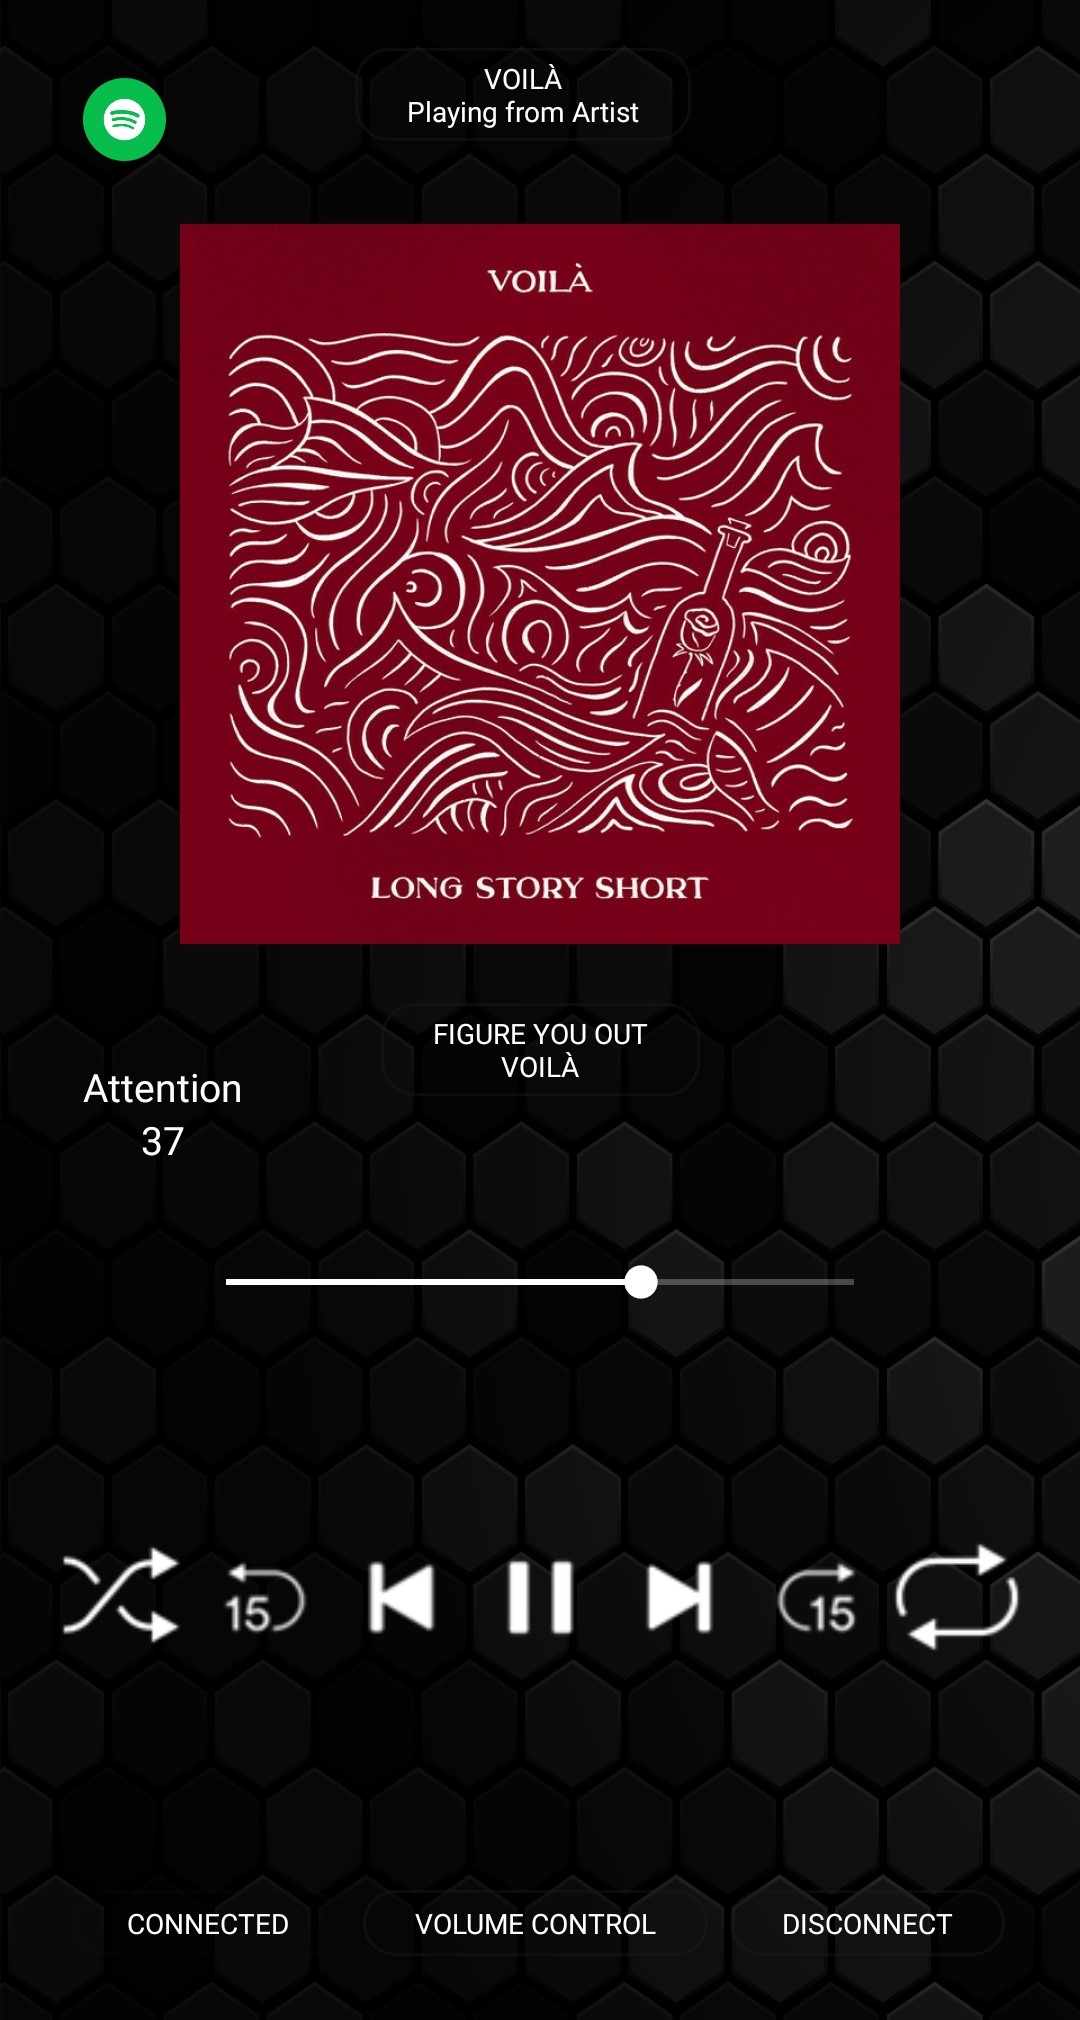 VOILÀ
Playing from Artist
VOILÀ
LONG STORY SHORT
FIGURE YOU OUT
VOILÀ
Attention
37
15
15
CONNECTED
VOLUME CONTROL
DISCONNECT